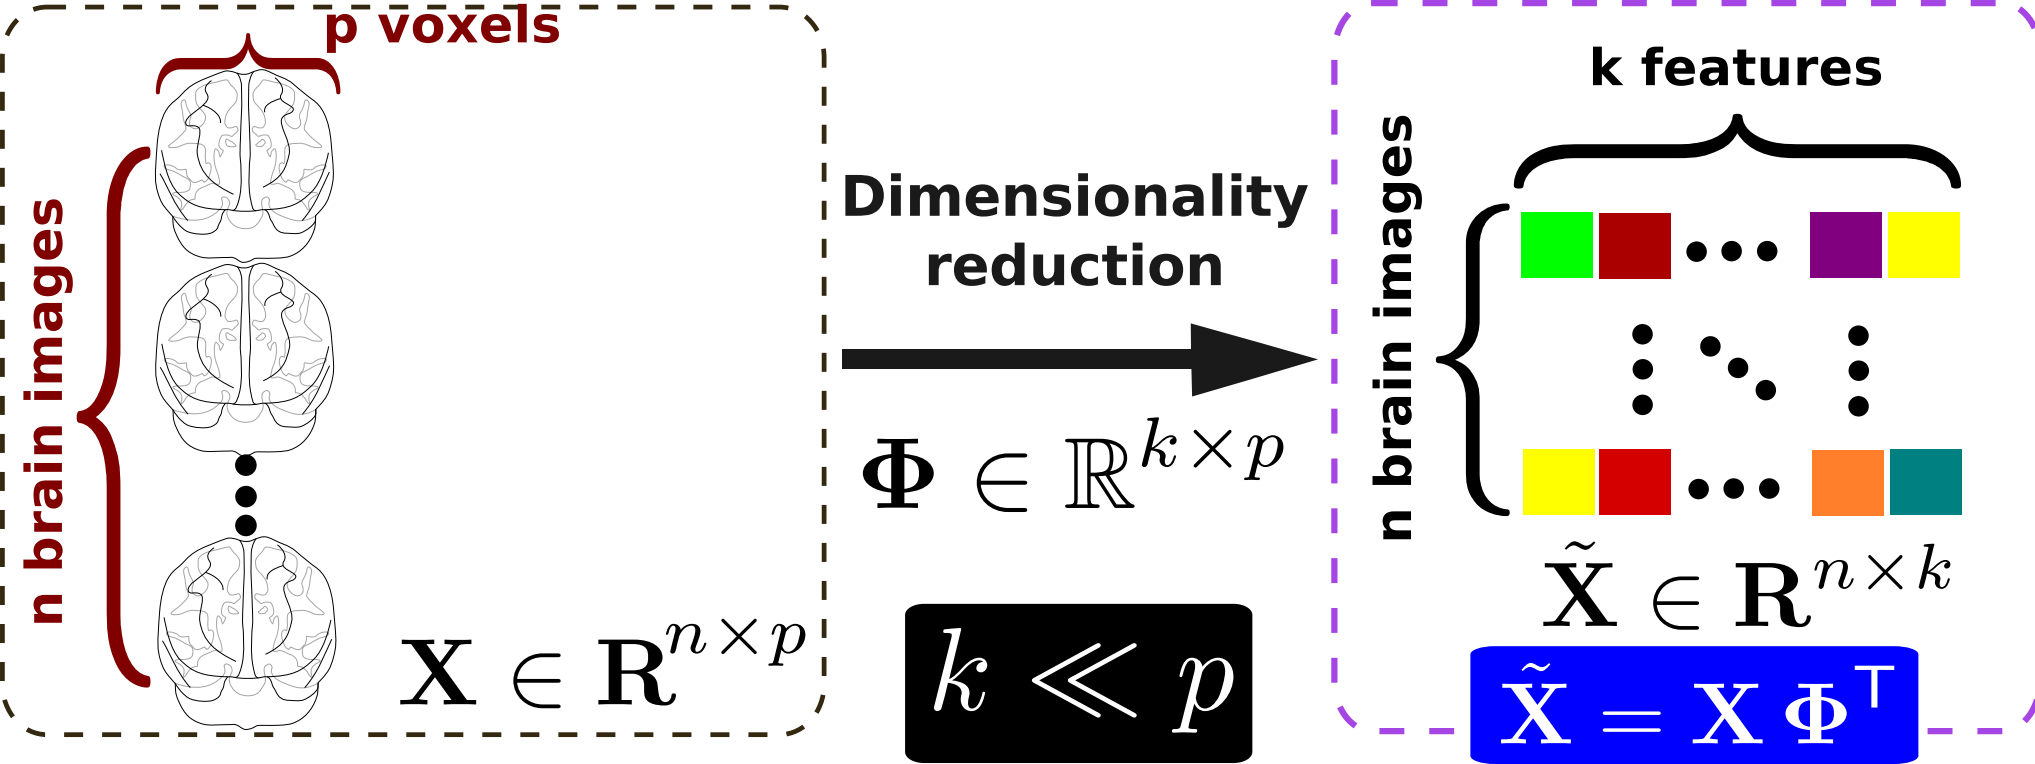 p voxels
n brain images
X ∈ R^{n×p}
Dimensionality
reduction
Φ ∈ ℝ^{k×p}
k ≪ p
k features
n brain images
X̃ ∈ R^{n×k}
X̃ = X Φ^⊤